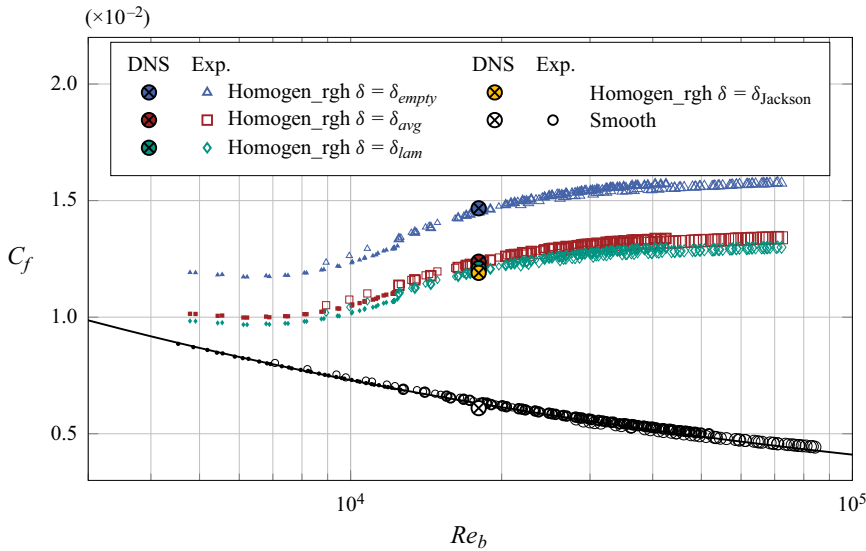 (×10⁻²)
2.0
1.5
1.0
0.5
C_f
DNS Exp. DNS Exp.
Homogen_rgh δ = δ_empty Homogen_rgh δ = δ_Jackson
Homogen_rgh δ = δ_avg Smooth
Homogen_rgh δ = δ_lam
10⁴ 10⁵
Re_b